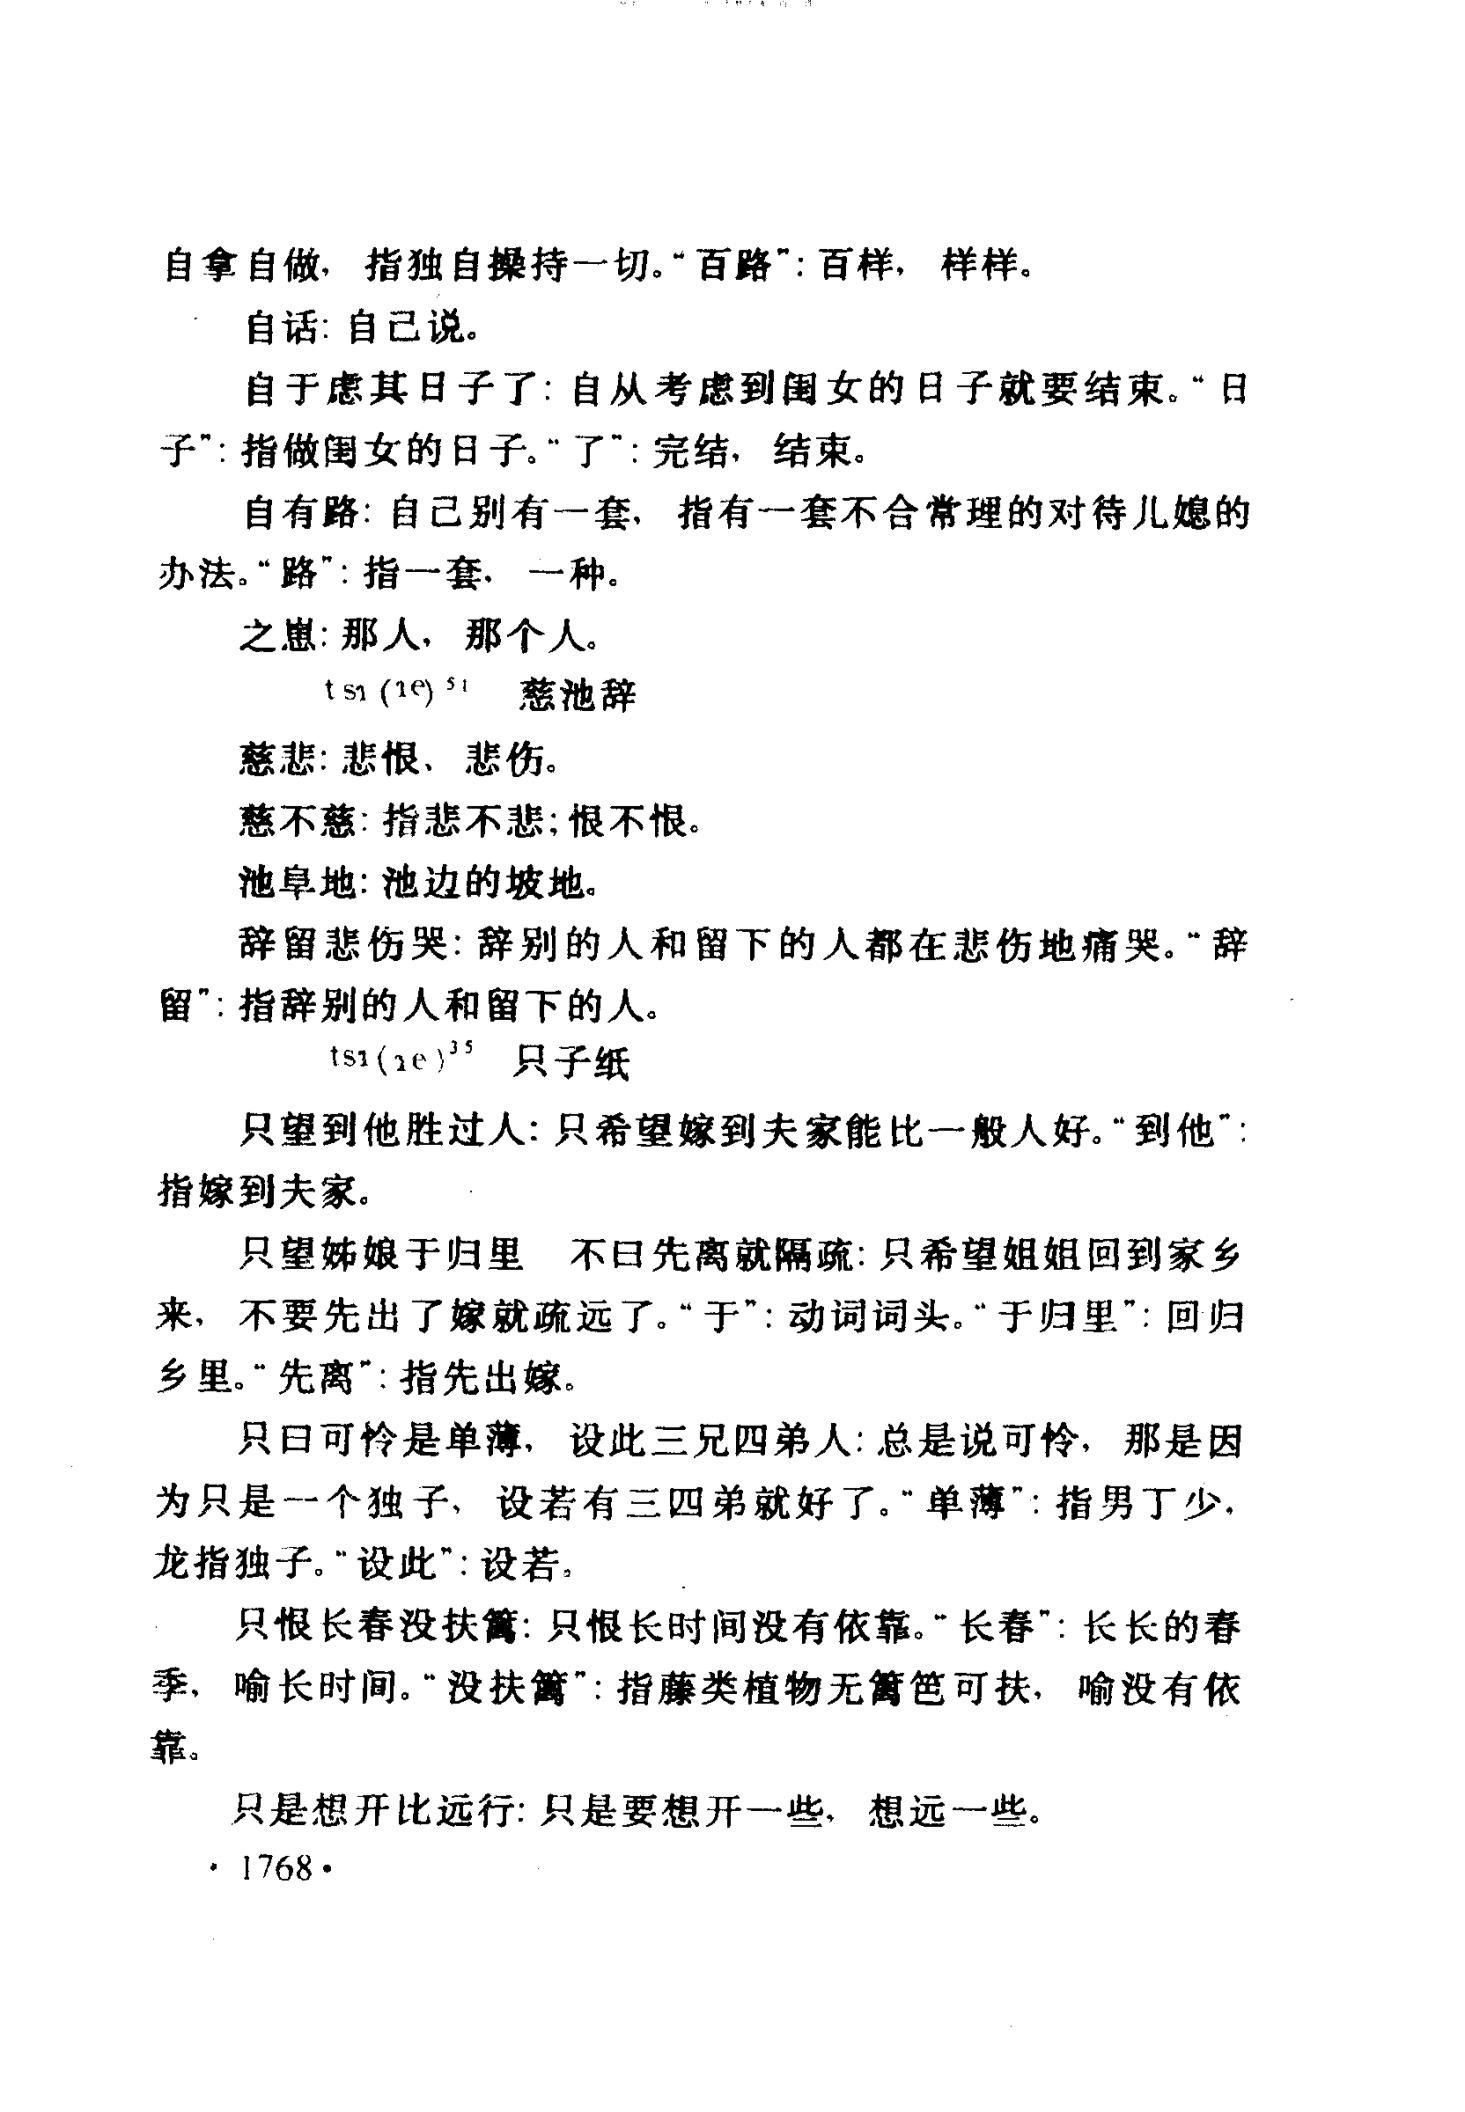 自拿自做，指独自操持一切。“百路”：百样，样样。
自话：自己说。
自于虑其日子了：自从考虑到闺女的日子就要结束。“日
子”：指做闺女的日子。“了”：完结，结束。
自有路：自己别有一套，指有一套不合常理的对待儿媳的
办法。“路”：指一套，一种。
之崽：那人，那个人。
tsɿ(ɿe)⁵¹ 慈池辞
慈悲：悲恨、悲伤。
慈不慈：指悲不悲；恨不恨。
池阜地：池边的坡地。
辞留悲伤哭：辞别的人和留下的人都在悲伤地痛哭。“辞
留”：指辞别的人和留下的人。
tsɿ(ɿe)³⁵ 只子纸
只望到他胜过人：只希望嫁到夫家能比一般人好。“到他”：
指嫁到夫家。
只望姊娘于归里　不曰先离就隔疏：只希望姐姐回到家乡
来，不要先出了嫁就疏远了。“于”：动词词头。“于归里”：回归
乡里。“先离”：指先出嫁。
只曰可怜是单薄，设此三兄四弟人：总是说可怜，那是因
为只是一个独子，设若有三四弟就好了。“单薄”：指男丁少，
龙指独子。“设此”：设若。
只恨长春没扶篱：只恨长时间没有依靠。“长春”：长长的春
季，喻长时间。“没扶篱”：指藤类植物无篱笆可扶，喻没有依
靠。
只是想开比远行：只是要想开一些，想远一些。
· 1768 ·